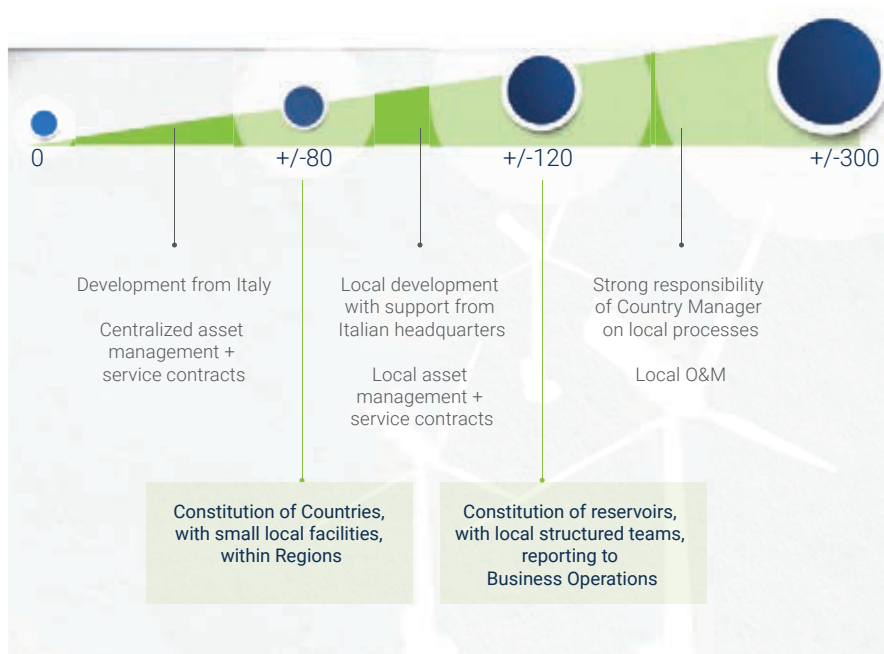 0
+/-80
+/-120
+/-300
Development from Italy
Centralized asset
management +
service contracts
Local development
with support from
Italian headquarters
Local asset
management +
service contracts
Strong responsibility
of Country Manager
on local processes
Local O&M
Constitution of Countries,
with small local facilities,
within Regions
Constitution of reservoirs,
with local structured teams,
reporting to
Business Operations